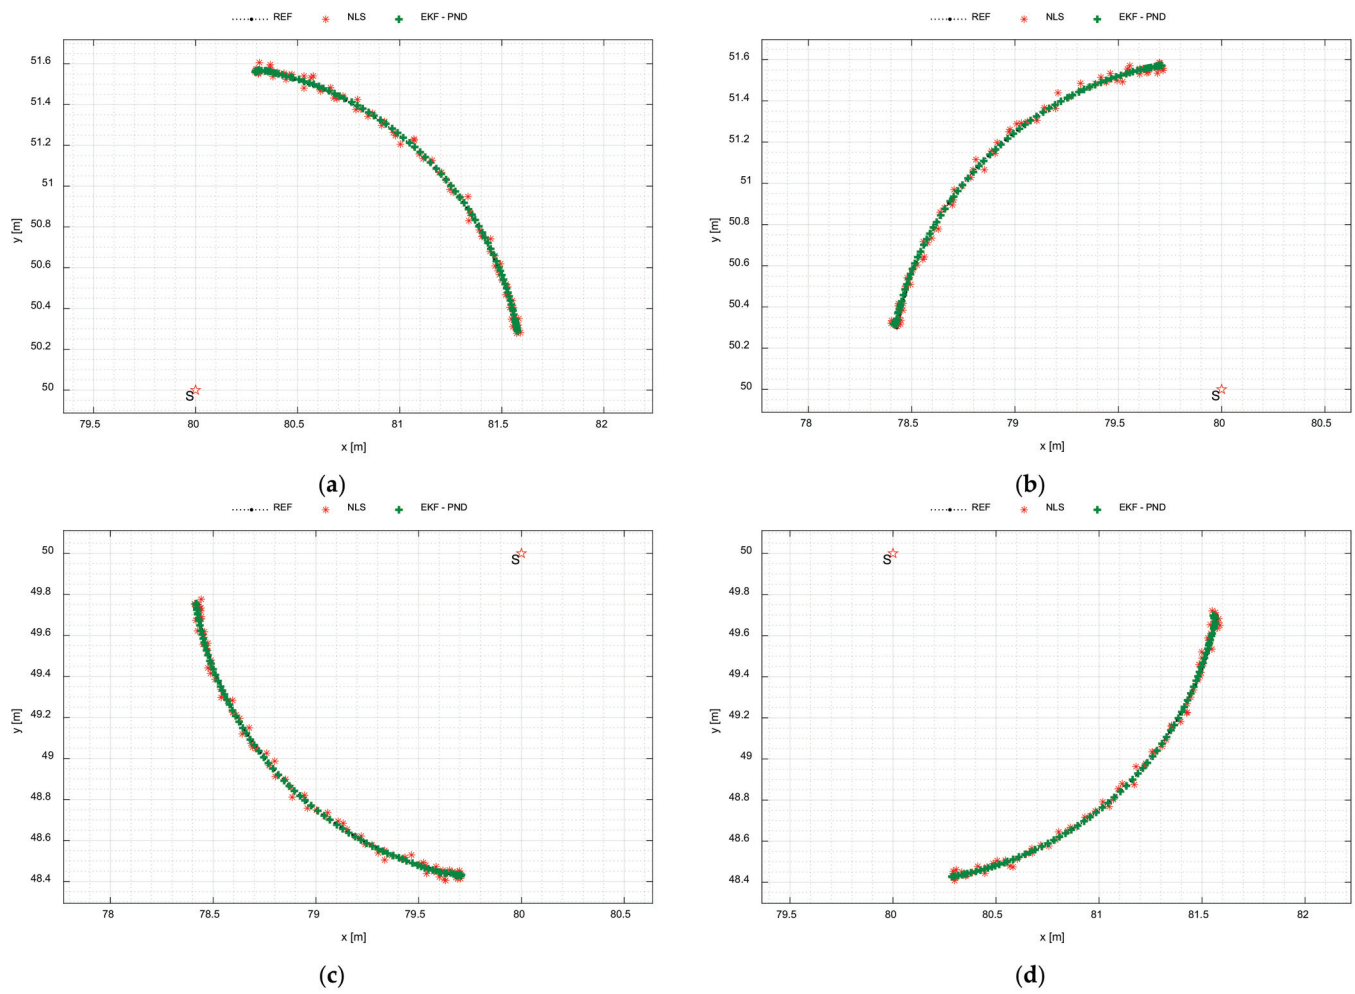 REF NLS EKF - PND
51.6
51.4
51.2
51
50.8
50.6
50.4
50.2
50
y [m]
S
79.5 80 80.5 81 81.5 82
x [m]
(a)
REF NLS EKF - PND
51.6
51.4
51.2
51
50.8
50.6
50.4
50.2
50
y [m]
S
78 78.5 79 79.5 80 80.5
x [m]
(b)
REF NLS EKF - PND
50
49.8
49.6
49.4
49.2
49
48.8
48.6
48.4
y [m]
S
78 78.5 79 79.5 80 80.5
x [m]
(c)
REF NLS EKF - PND
50
49.8
49.6
49.4
49.2
49
48.8
48.6
48.4
y [m]
S
79.5 80 80.5 81 81.5 82
x [m]
(d)